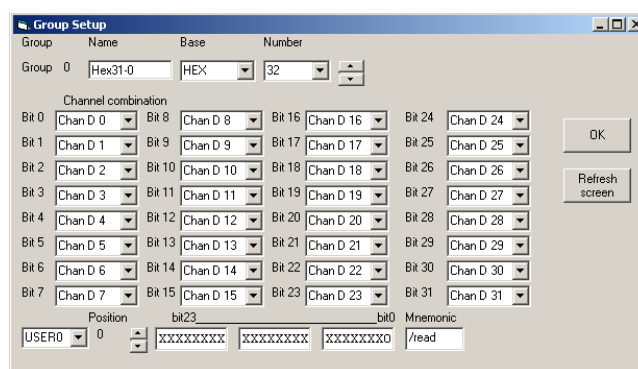 Group Setup
Group Name Base Number
Group 0 Hex31-0 HEX 32
Channel combination
Bit 0 Chan D 0 Bit 8 Chan D 8 Bit 16 Chan D 16 Bit 24 Chan D 24
Bit 1 Chan D 1 Bit 9 Chan D 9 Bit 17 Chan D 17 Bit 25 Chan D 25
OK
Bit 2 Chan D 2 Bit 10 Chan D 10 Bit 18 Chan D 18 Bit 26 Chan D 26
Bit 3 Chan D 3 Bit 11 Chan D 11 Bit 19 Chan D 19 Bit 27 Chan D 27
Refresh
screen
Bit 4 Chan D 4 Bit 12 Chan D 12 Bit 20 Chan D 20 Bit 28 Chan D 28
Bit 5 Chan D 5 Bit 13 Chan D 13 Bit 21 Chan D 21 Bit 29 Chan D 29
Bit 6 Chan D 6 Bit 14 Chan D 14 Bit 22 Chan D 22 Bit 30 Chan D 30
Bit 7 Chan D 7 Bit 15 Chan D 15 Bit 23 Chan D 23 Bit 31 Chan D 31
Position bit23____________________bit0 Mnemonic
USER0 0 XXXXXXXX XXXXXXXX XXXXXXX0 /read